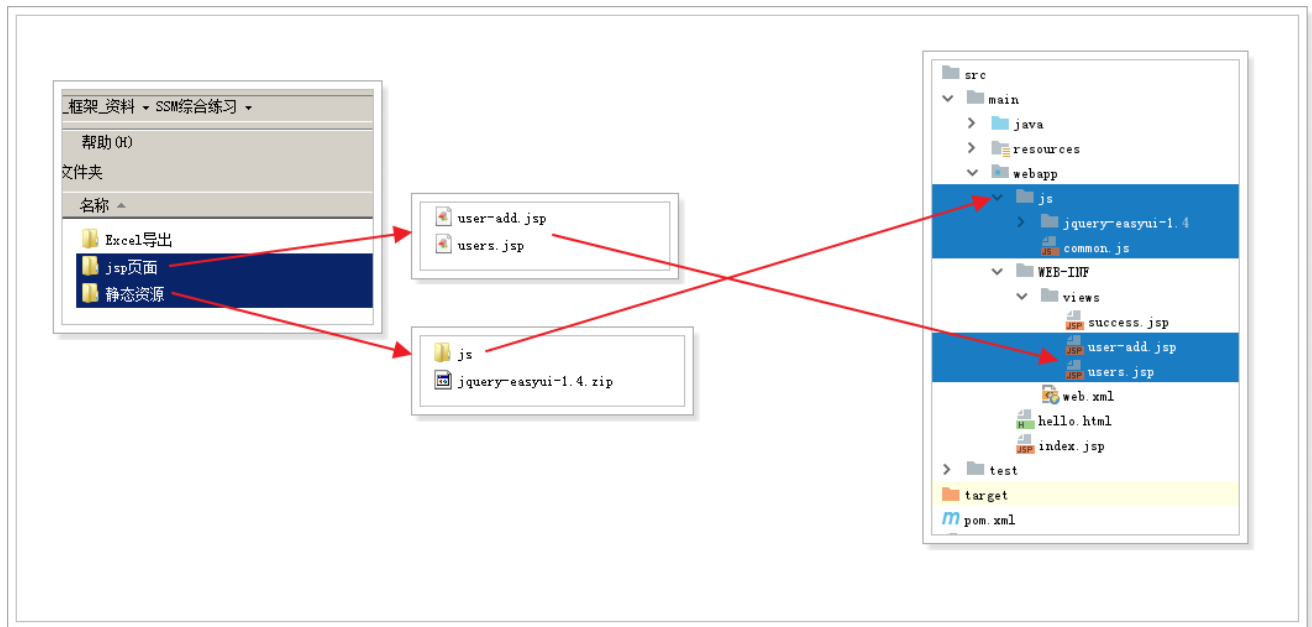 _框架_资料 ▾ SSM综合练习 ▾
帮助(H)
文件夹
名称
Excel导出
jsp页面
静态资源
user-add.jsp
users.jsp
js
jquery-easyui-1.4.zip
src
main
java
resources
webapp
js
jquery-easyui-1.4
common.js
WEB-INF
views
success.jsp
user-add.jsp
users.jsp
web.xml
hello.html
index.jsp
test
target
pom.xml